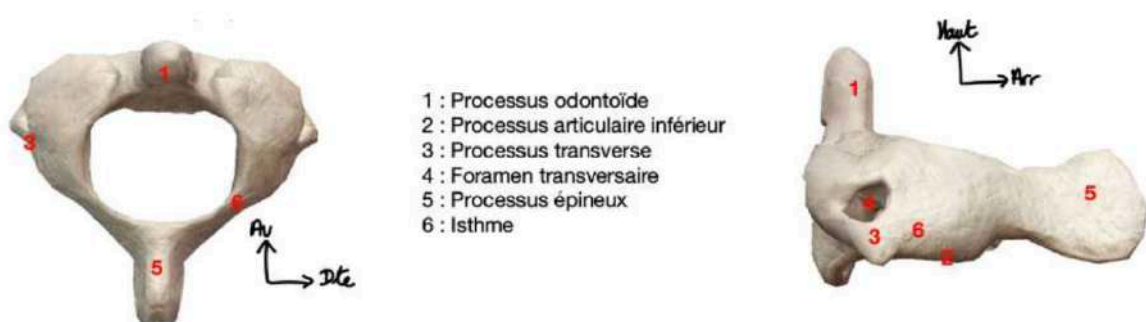 1
3
6
5
Av
Dte
1 : Processus odontoïde
2 : Processus articulaire inférieur
3 : Processus transverse
4 : Foramen transversaire
5 : Processus épineux
6 : Isthme
Haut
Arr
1
4
5
3
6
2